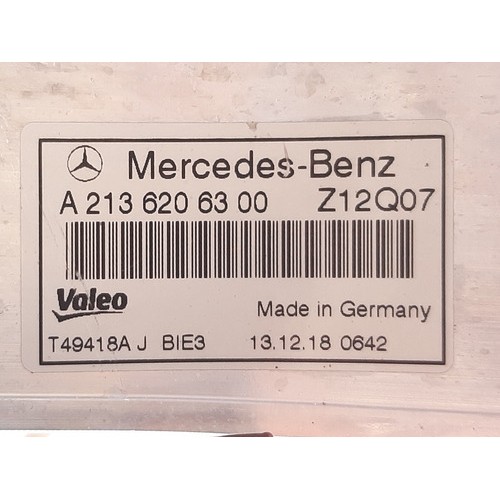 Mercedes-Benz
A 213 620 63 00 Z12Q07
Valeo Made in Germany
T49418A J BIE3 13.12.18 0642